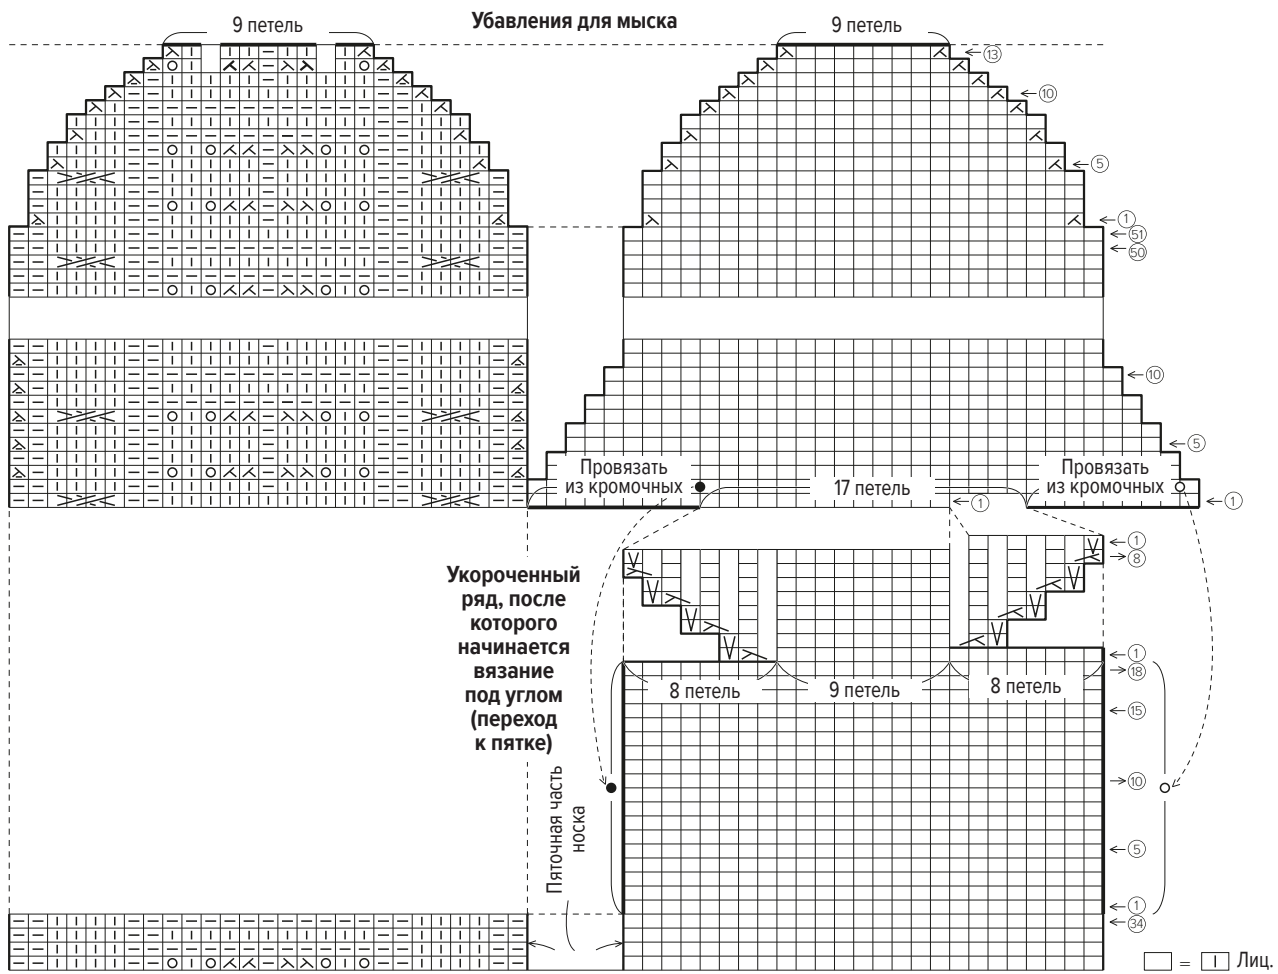 Убавления для мыска
9 петель
9 петель
13
10
5
1
51
50
10
5
Провязать
из кромочных
17 петель
Провязать
из кромочных
1
1
1
8
Укороченный
ряд, после
которого
начинается
вязание
под углом
(переход
к пятке)
1
18
8 петель
9 петель
8 петель
15
10
Пяточная часть
носка
5
1
34
= Лиц.